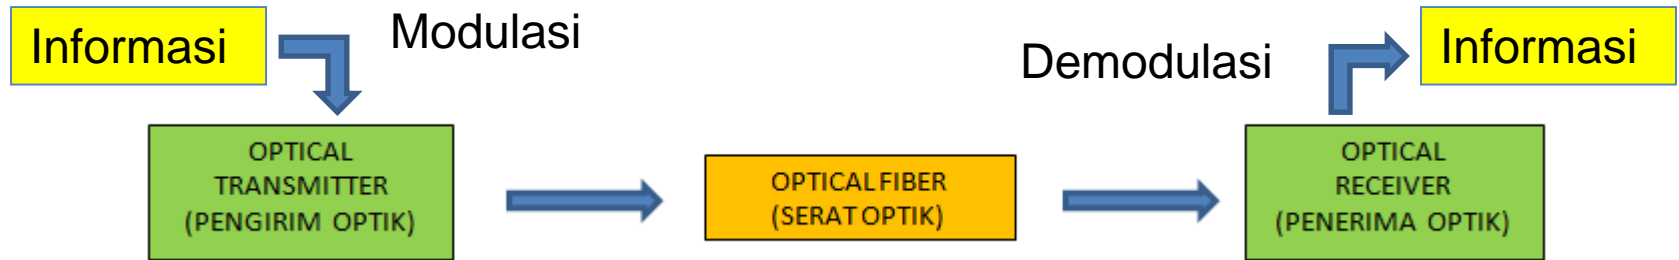 Informasi
Modulasi
Demodulasi
Informasi
OPTICAL
TRANSMITTER
(PENGIRIM OPTIK)
OPTICAL FIBER
(SERAT OPTIK)
OPTICAL
RECEIVER
(PENERIMA OPTIK)